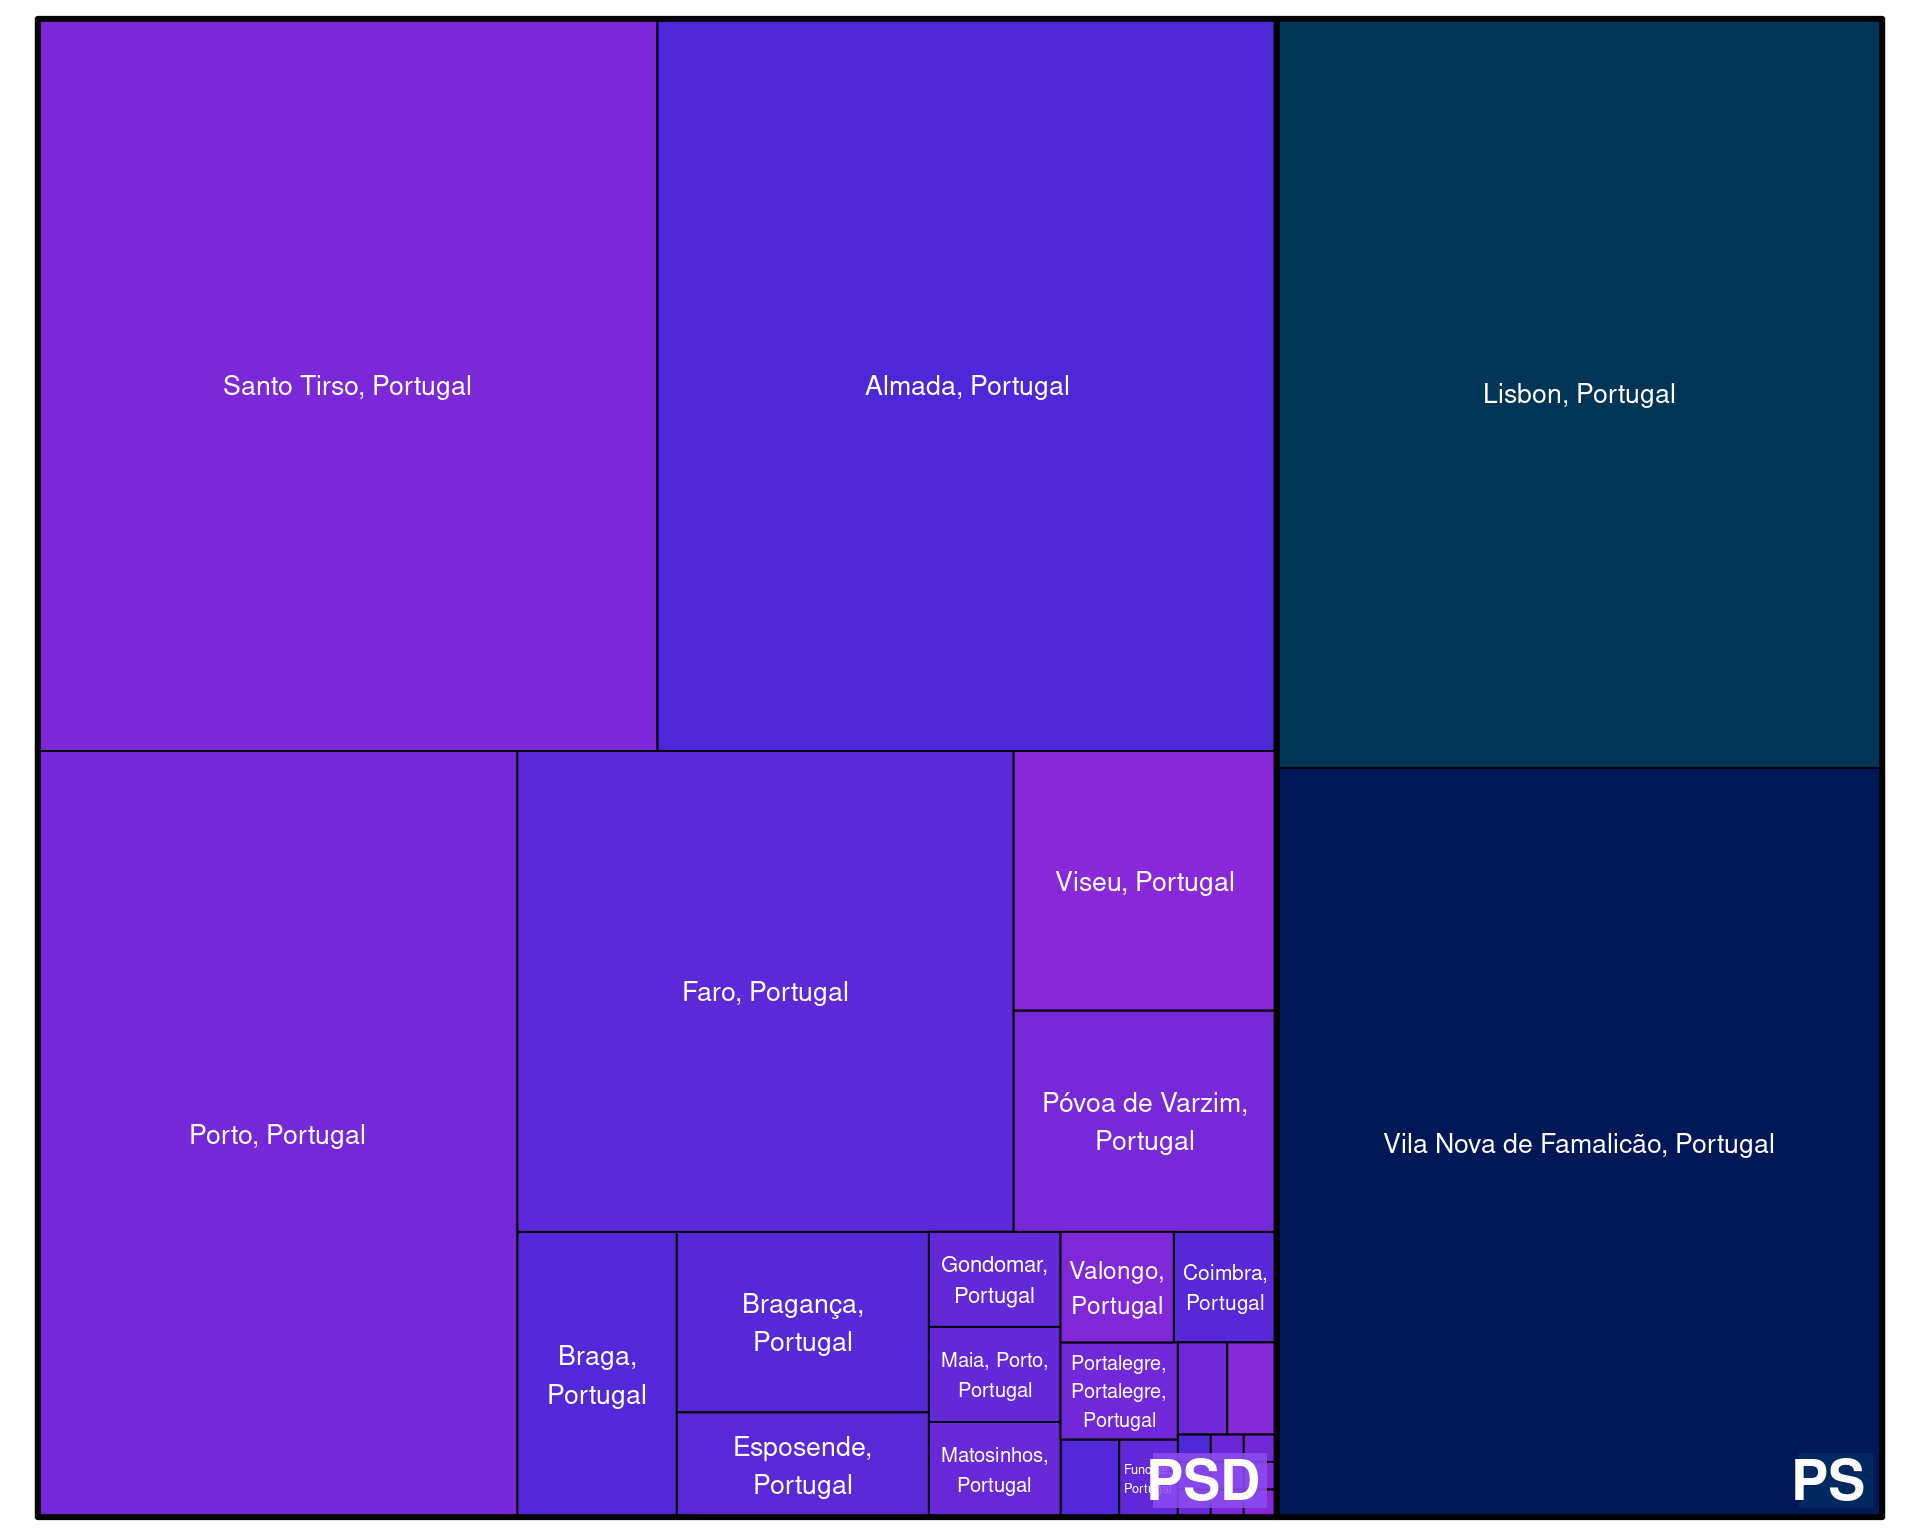 Santo Tirso, Portugal
Almada, Portugal
Lisbon, Portugal
Porto, Portugal
Faro, Portugal
Viseu, Portugal
Póvoa de Varzim,
Portugal
Vila Nova de Famalicão, Portugal
Braga,
Portugal
Bragança,
Portugal
Esposende,
Portugal
Gondomar,
Portugal
Maia, Porto,
Portugal
Matosinhos,
Portugal
Valongo,
Portugal
Coimbra,
Portugal
Portalegre,
Portalegre,
Portugal
Portugal
PSD
PS